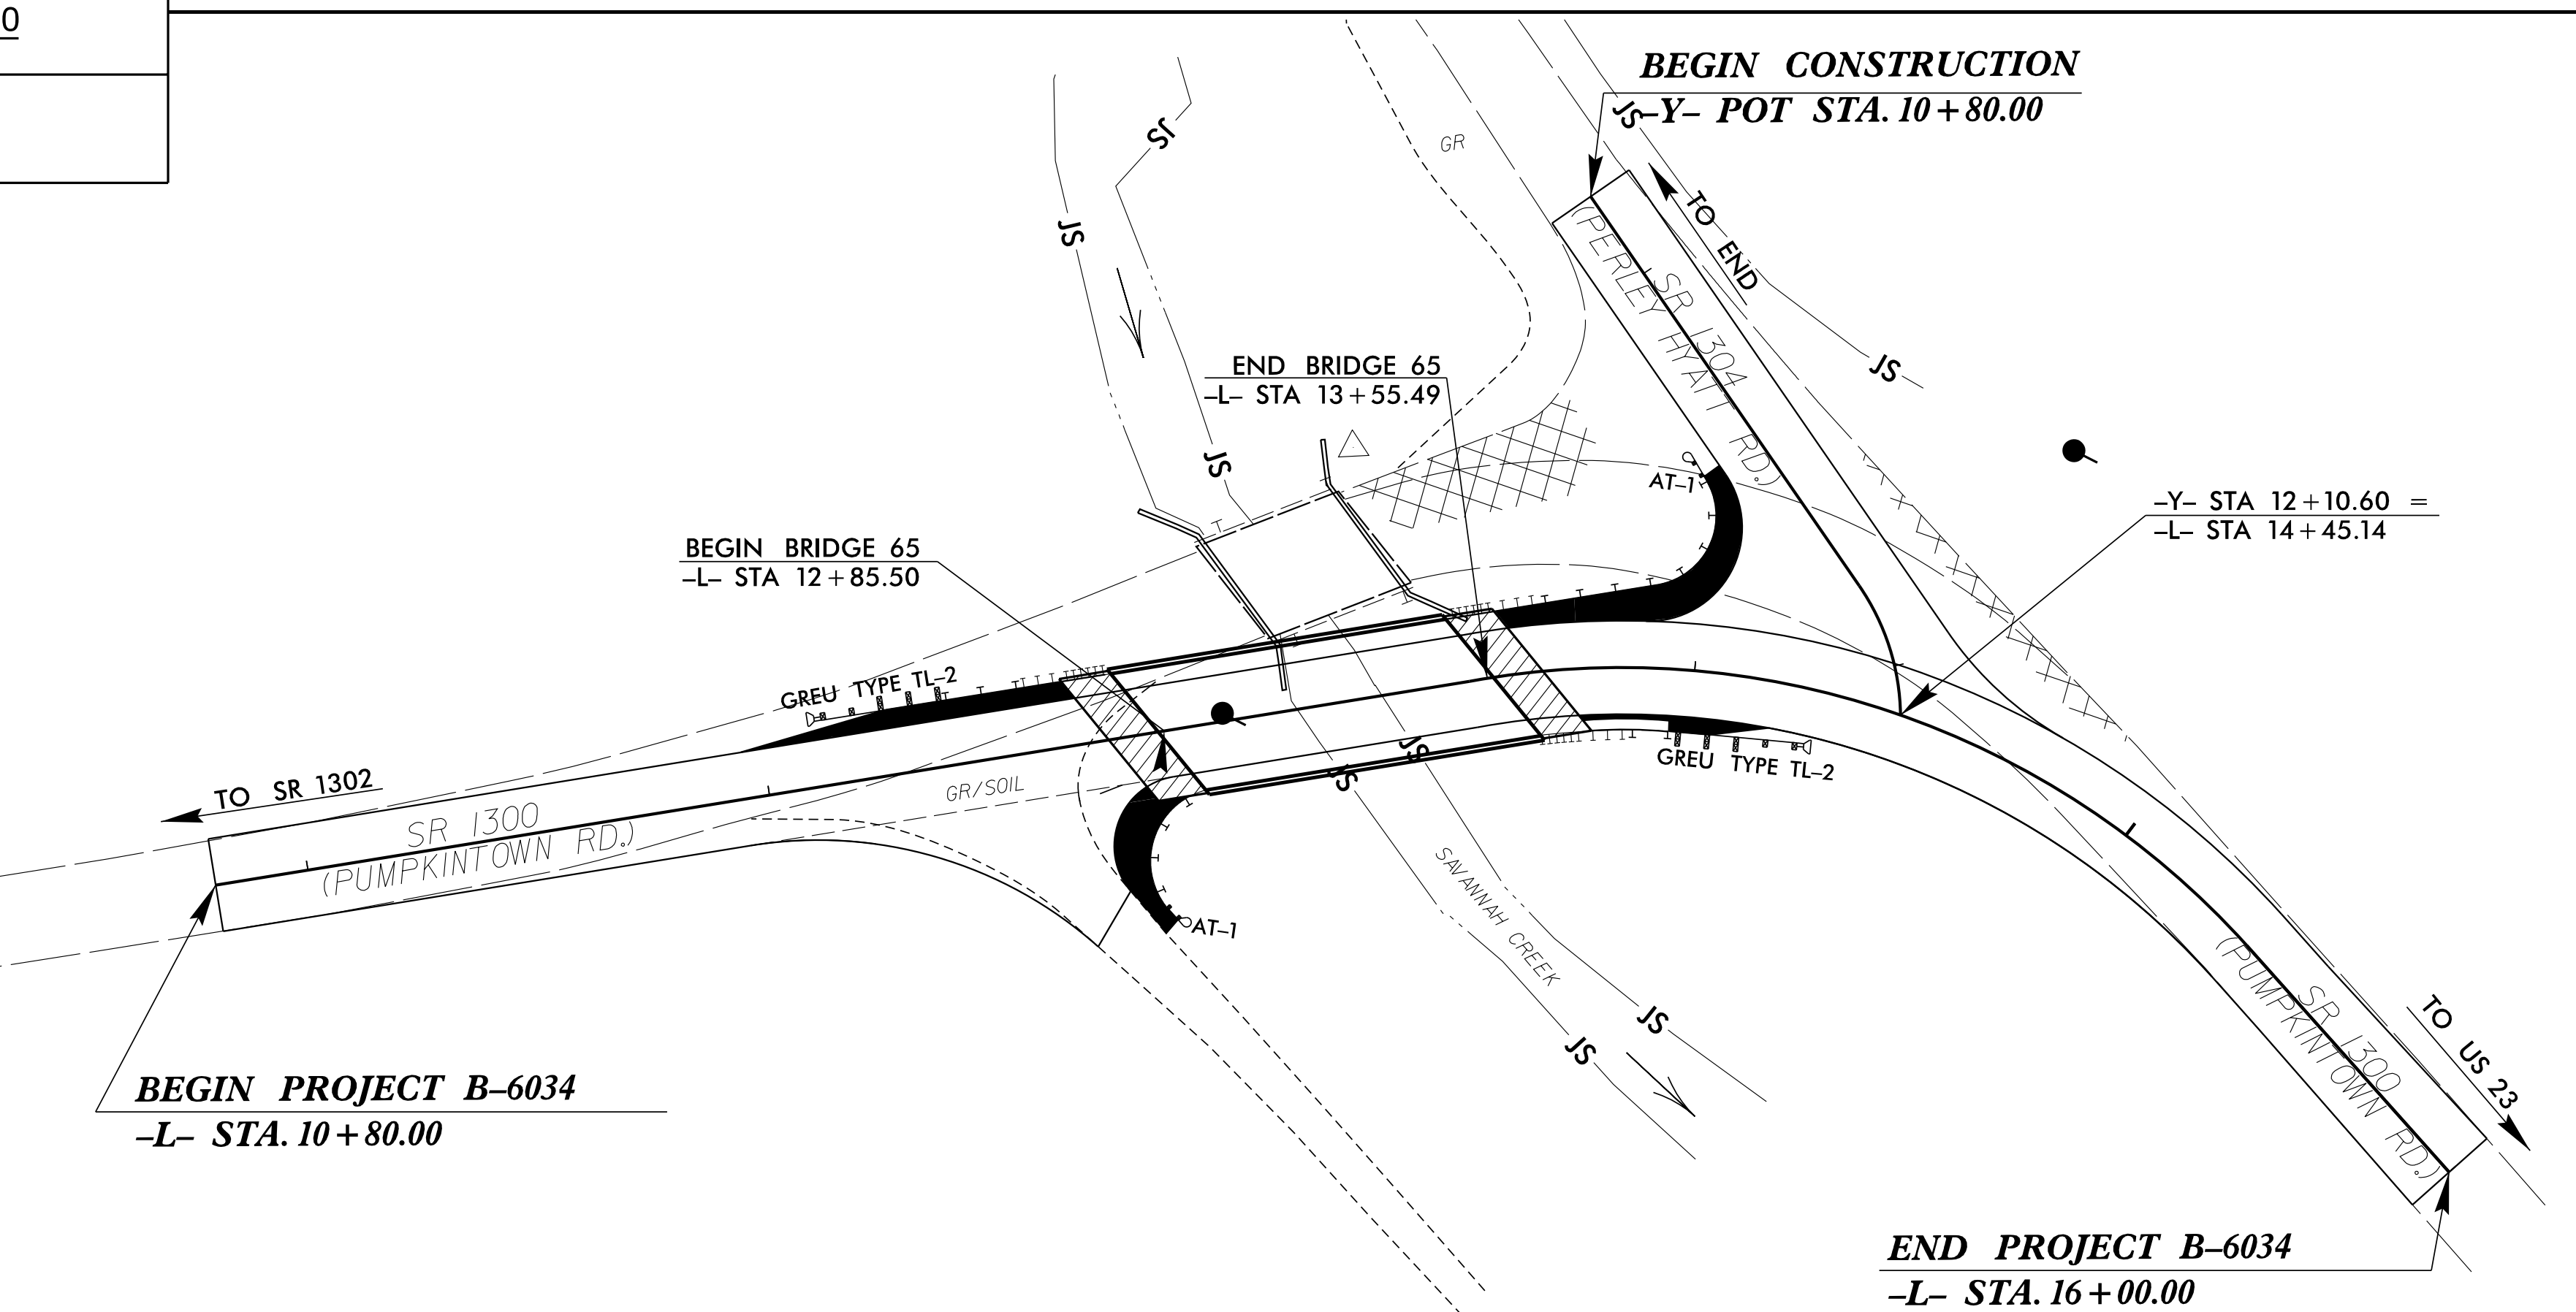 0
BEGIN CONSTRUCTION
–Y– POT STA. 10+80.00
JS
JS
JS
GR
TO END
SR 1304
(PERLEY HYATT RD.)
JS
JS
END BRIDGE 65
–L– STA 13+55.49
AT–1
–Y– STA 12+10.60 =
–L– STA 14+45.14
BEGIN BRIDGE 65
–L– STA 12+85.50
GREU TYPE TL–2
GREU TYPE TL–2
JS
JS
TO SR 1302
SR 1300
(PUMPKINTOWN RD.)
GR/SOIL
AT–1
SAVANNAH CREEK
JS
JS
SR 1300
(PUMPKINTOWN RD.)
TO US 23
BEGIN PROJECT B–6034
–L– STA. 10+80.00
END PROJECT B–6034
–L– STA. 16+00.00